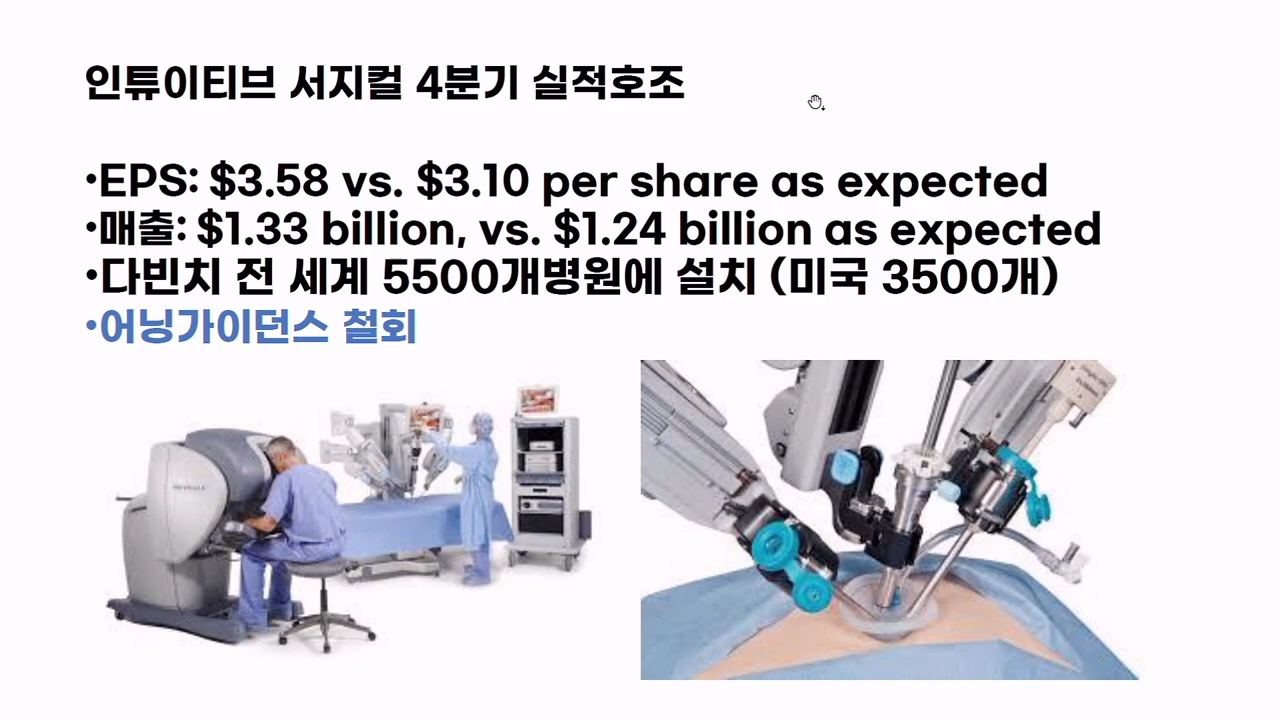 인튜이티브 서지컬 4분기 실적호조
•EPS: $3.58 vs. $3.10 per share as expected
•매출: $1.33 billion, vs. $1.24 billion as expected
•다빈치 전 세계 5500개병원에 설치 (미국 3500개)
•어닝가이던스 철회